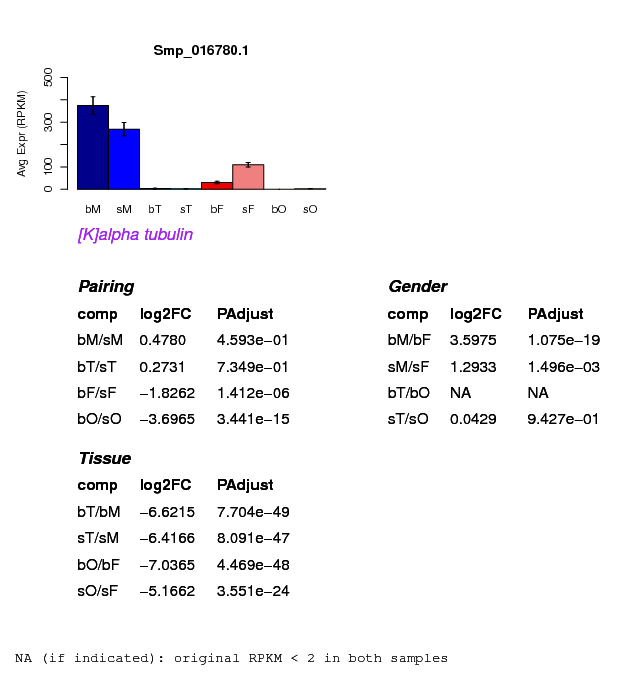 Smp_016780.1
Avg Expr (RPKM)
0 100 300 500
bM sM bT sT bF sF bO sO
[K]alpha tubulin
Pairing
comp log2FC PAdjust
bM/sM 0.4780 4.593e−01
bT/sT 0.2731 7.349e−01
bF/sF −1.8262 1.412e−06
bO/sO −3.6965 3.441e−15
Gender
comp log2FC PAdjust
bM/bF 3.5975 1.075e−19
sM/sF 1.2933 1.496e−03
bT/bO NA NA
sT/sO 0.0429 9.427e−01
Tissue
comp log2FC PAdjust
bT/bM −6.6215 7.704e−49
sT/sM −6.4166 8.091e−47
bO/bF −7.0365 4.469e−48
sO/sF −5.1662 3.551e−24
NA (if indicated): original RPKM < 2 in both samples